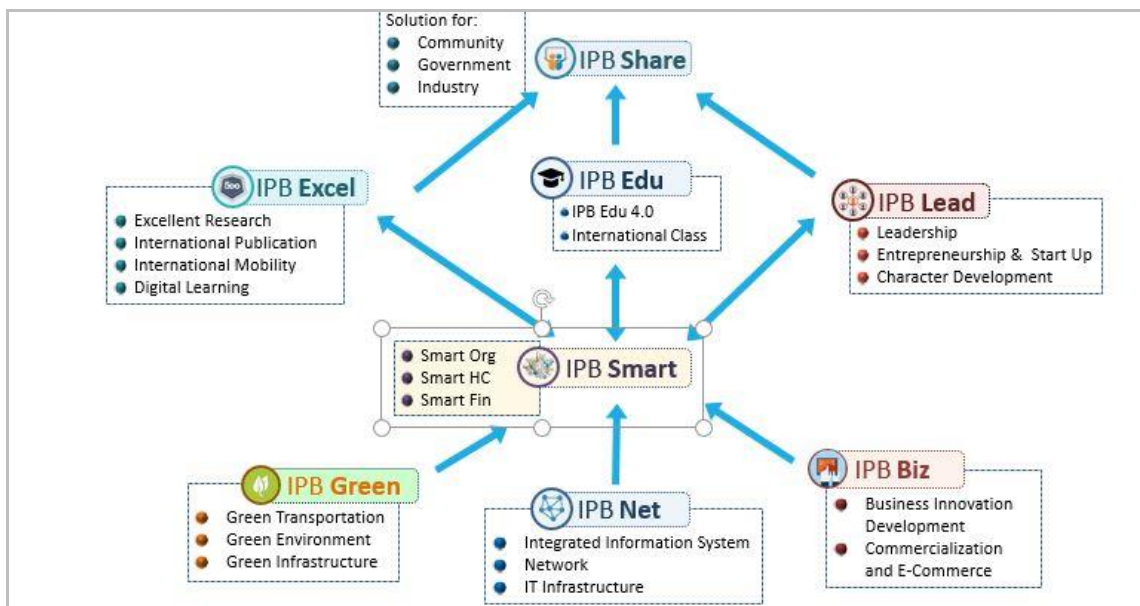 Solution for:
Community
Government
Industry
IPB Share
IPB Excel
Excellent Research
International Publication
International Mobility
Digital Learning
IPB Edu
IPB Edu 4.0
International Class
IPB Lead
Leadership
Entrepreneurship & Start Up
Character Development
Smart Org
Smart HC
Smart Fin
IPB Smart
IPB Green
Green Transportation
Green Environment
Green Infrastructure
IPB Net
Integrated Information System
Network
IT Infrastructure
IPB Biz
Business Innovation
Development
Commercialization
and E-Commerce